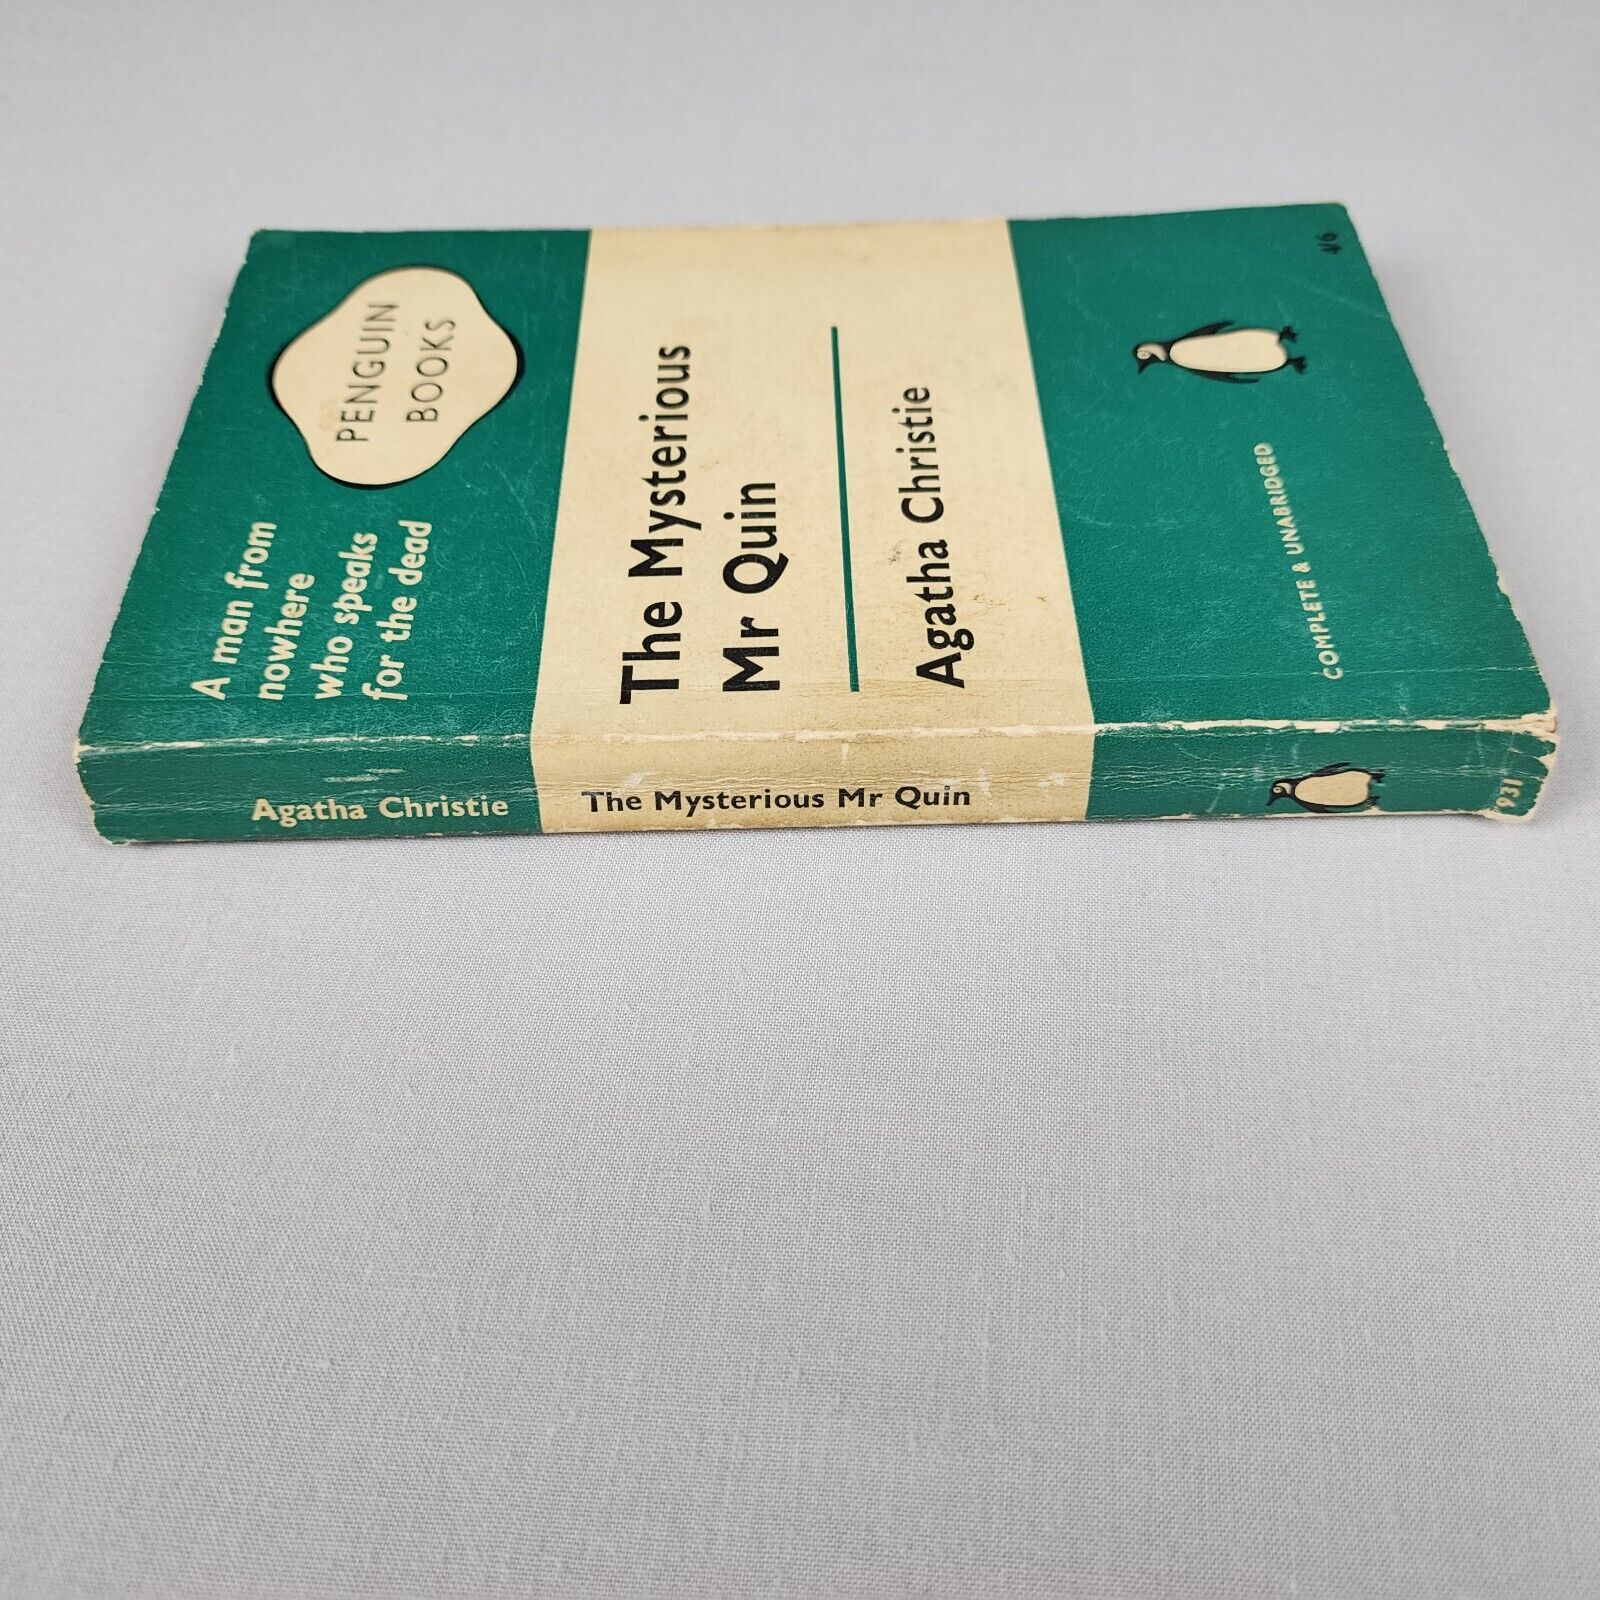 PENGUIN
BOOKS
A man from
nowhere
who speaks
for the dead
The Mysterious
Mr Quin
Agatha Christie
4/6
COMPLETE & UNABRIDGED
Agatha Christie
The Mysterious Mr Quin
931